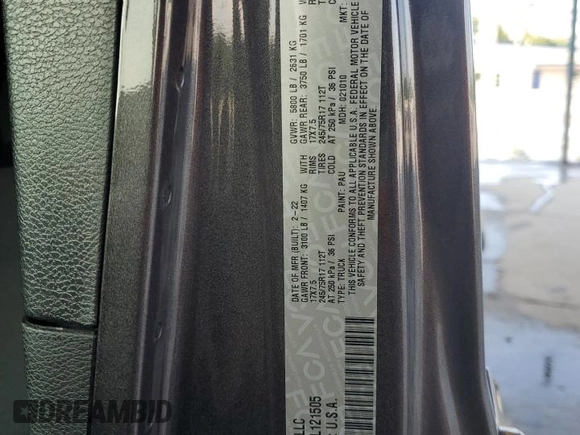 LLC
DATE OF MFR (BUILT): 2-22 GVWR: 5800 LB / 2631 KG
GAWR FRONT: 3100 LB / 1407 KG WITH GAWR REAR: 3750 LB / 1701 KG
17X7.5 RIMS 17X7.5
245/75R17 112T TIRES 245/75R17 112T
AT 250 kPa / 36 PSI COLD AT 250 kPa / 36 PSI
TYPE: TRUCK PAINT: PAU MDH: 021010 MKT:
THIS VEHICLE CONFORMS TO ALL APPLICABLE U.S.A. FEDERAL MOTOR VEHICLE
SAFETY AND THEFT PREVENTION STANDARDS IN EFFECT ON THE DATE OF
MANUFACTURE SHOWN ABOVE.
L121505
U.S.A.
DREAMBID